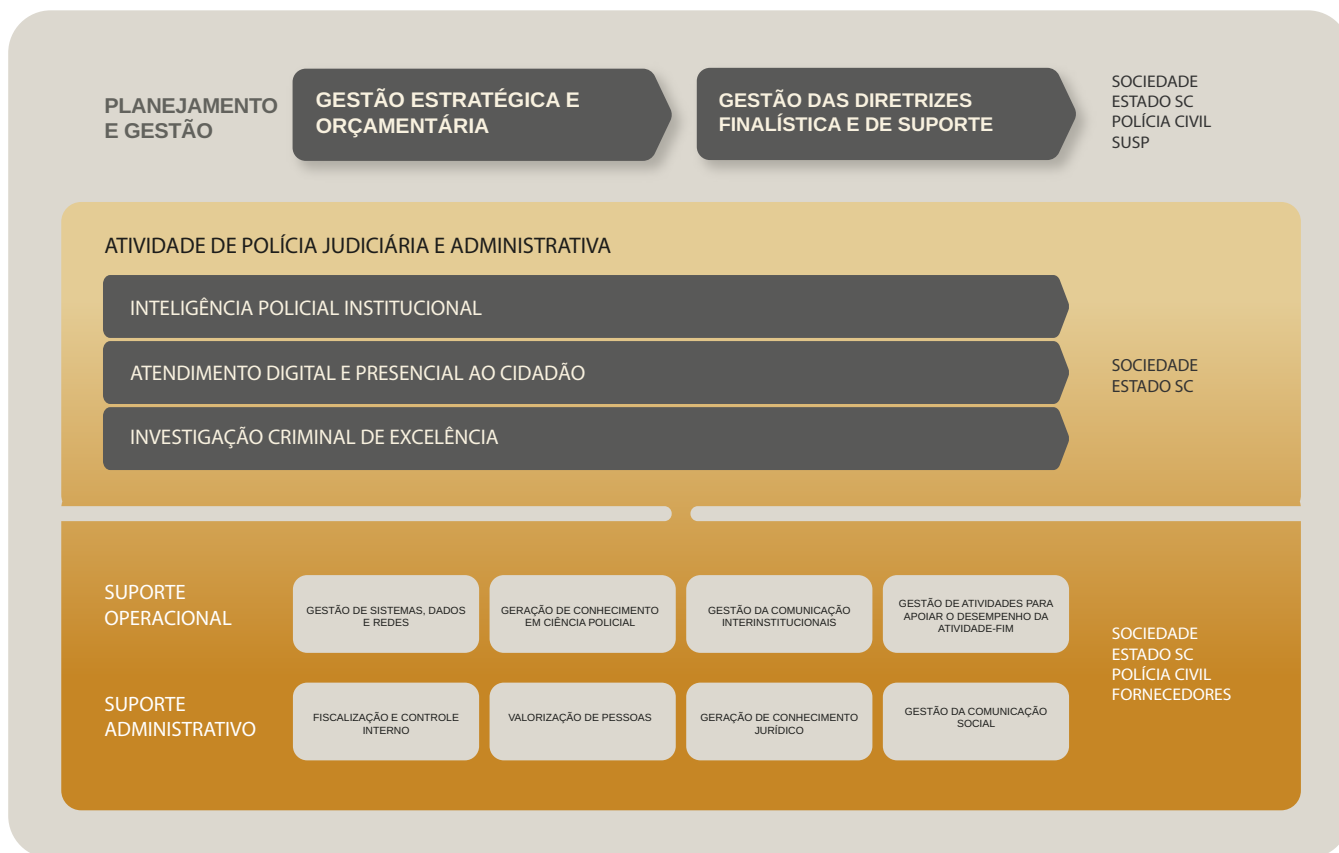 PLANEJAMENTO
E GESTÃO
GESTÃO ESTRATÉGICA E
ORÇAMENTÁRIA
GESTÃO DAS DIRETRIZES
FINALÍSTICA E DE SUPORTE
SOCIEDADE
ESTADO SC
POLÍCIA CIVIL
SUSP
ATIVIDADE DE POLÍCIA JUDICIÁRIA E ADMINISTRATIVA
INTELIGÊNCIA POLICIAL INSTITUCIONAL
ATENDIMENTO DIGITAL E PRESENCIAL AO CIDADÃO
INVESTIGAÇÃO CRIMINAL DE EXCELÊNCIA
SOCIEDADE
ESTADO SC
SUPORTE
OPERACIONAL
GESTÃO DE SISTEMAS, DADOS
E REDES
GERAÇÃO DE CONHECIMENTO
EM CIÊNCIA POLICIAL
GESTÃO DA COMUNICAÇÃO
INTERINSTITUCIONAIS
GESTÃO DE ATIVIDADES PARA
APOIAR O DESEMPENHO DA
ATIVIDADE-FIM
SUPORTE
ADMINISTRATIVO
FISCALIZAÇÃO E CONTROLE
INTERNO
VALORIZAÇÃO DE PESSOAS
GERAÇÃO DE CONHECIMENTO
JURÍDICO
GESTÃO DA COMUNICAÇÃO
SOCIAL
SOCIEDADE
ESTADO SC
POLÍCIA CIVIL
FORNECEDORES